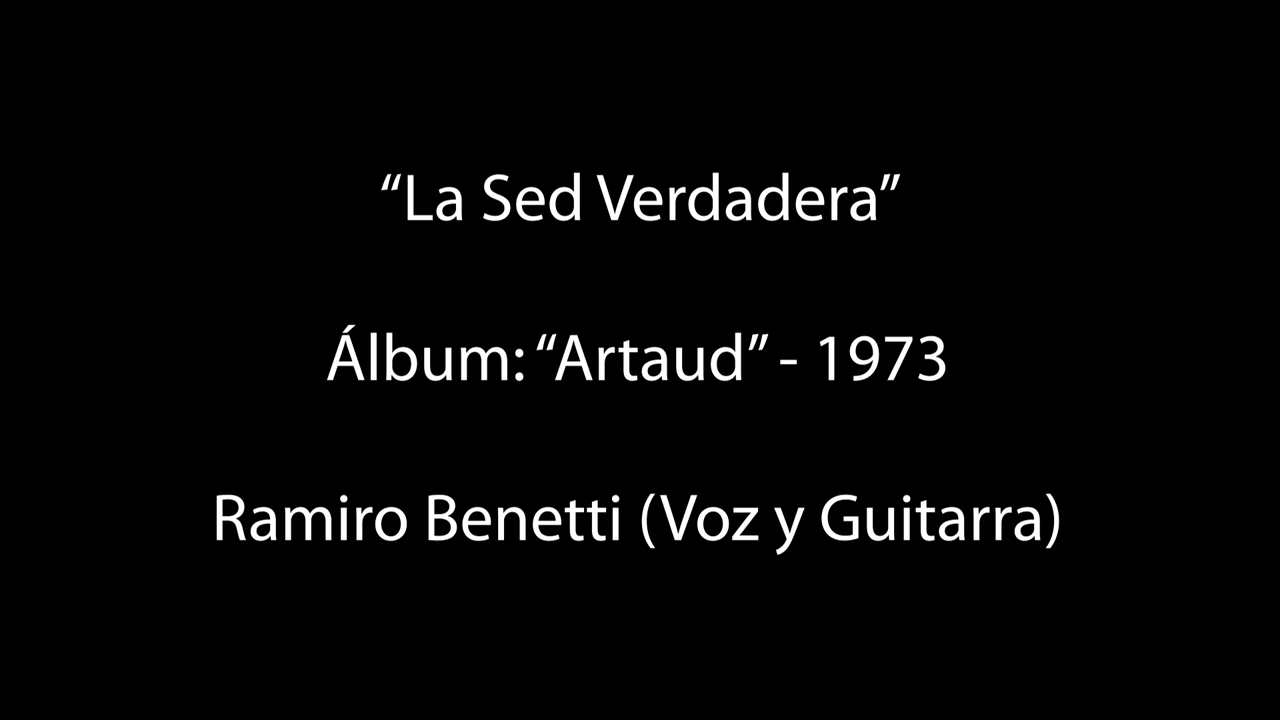 “La Sed Verdadera”
Álbum: “Artaud” - 1973
Ramiro Benetti (Voz y Guitarra)